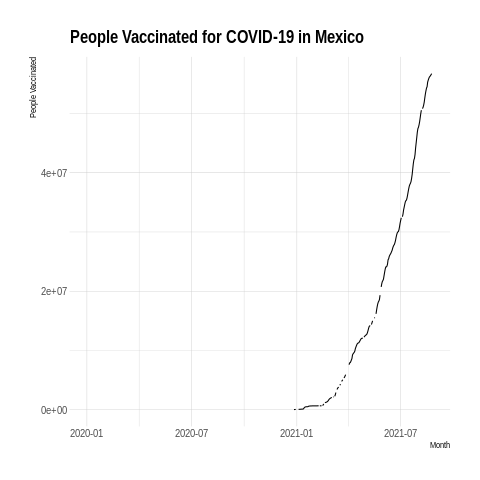 People Vaccinated for COVID-19 in Mexico
People Vaccinated
4e+07
2e+07
0e+00
2020-01
2020-07
2021-01
2021-07
Month